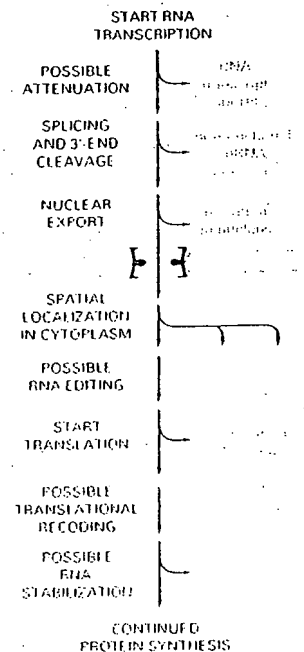 START RNA
TRANSCRIPTION
POSSIBLE
ATTENUATION
SPLICING
AND 3'-END
CLEAVAGE
NUCLEAR
EXPORT
SPATIAL
LOCALIZATION
IN CYTOPLASM
POSSIBLE
RNA EDITING
START
TRANSLATION
POSSIBLE
TRANSLATIONAL
RECODING
POSSIBLE
RNA
STABILIZATION
CONTINUED
PROTEIN SYNTHESIS